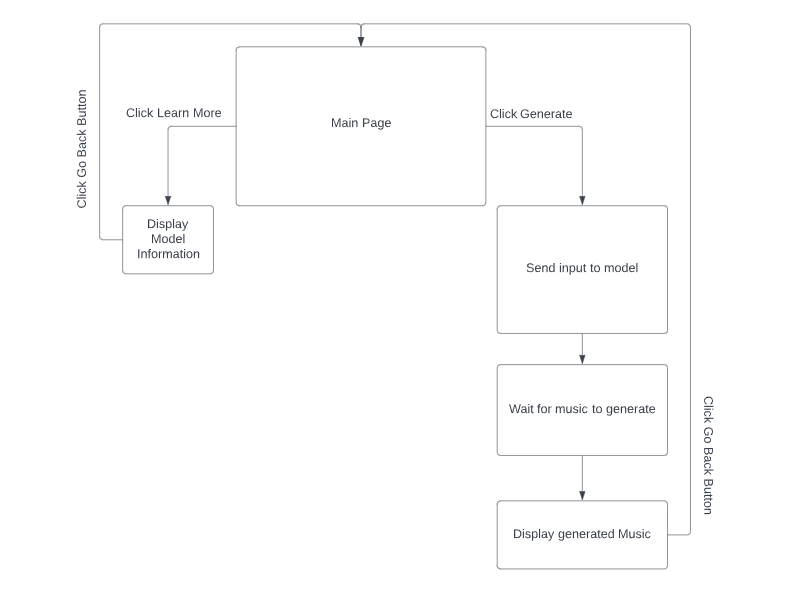 Click Learn More
Main Page
Click Generate
Click Go Back Button
Display
Model
Information
Send input to model
Wait for music to generate
Click Go Back Button
Display generated Music